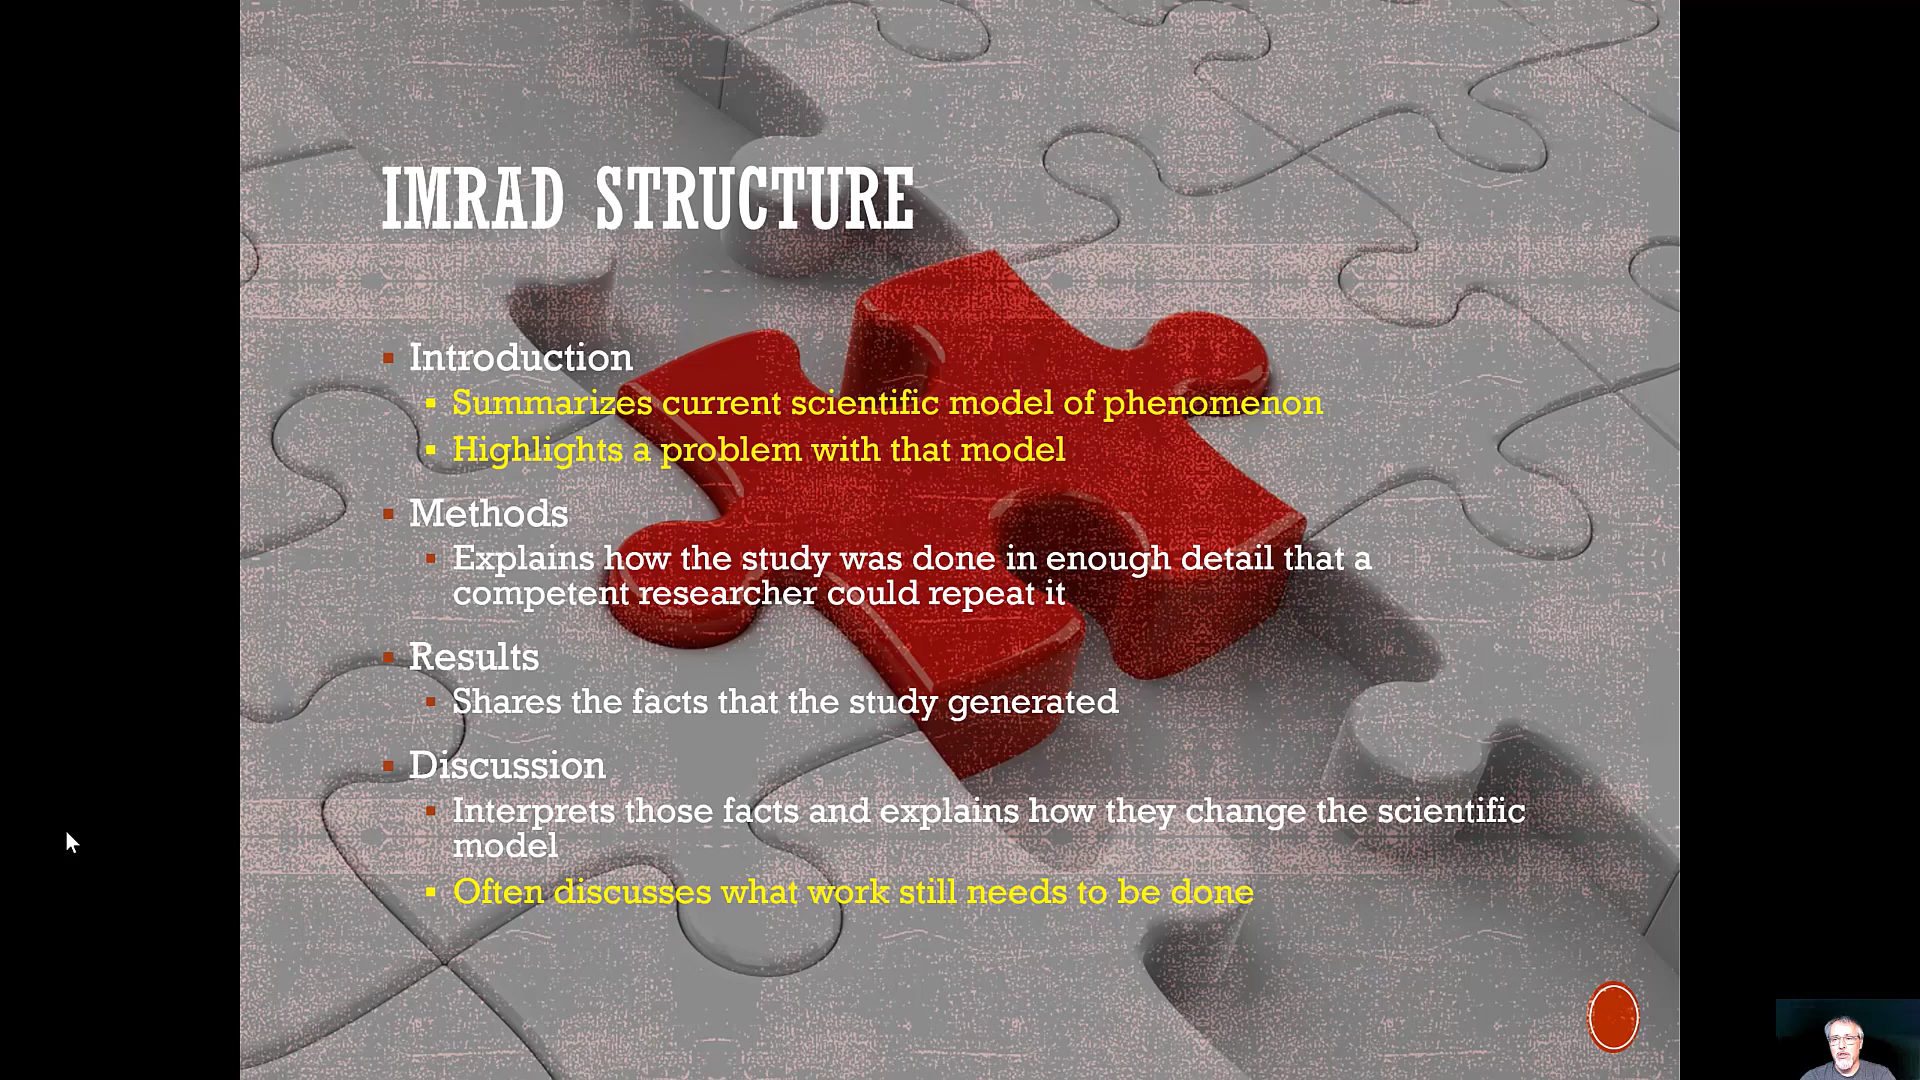 IMRAD STRUCTURE
Introduction
Summarizes current scientific model of phenomenon
Highlights a problem with that model
Methods
Explains how the study was done in enough detail that a
competent researcher could repeat it
Results
Shares the facts that the study generated
Discussion
Interprets those facts and explains how they change the scientific
model
Often discusses what work still needs to be done